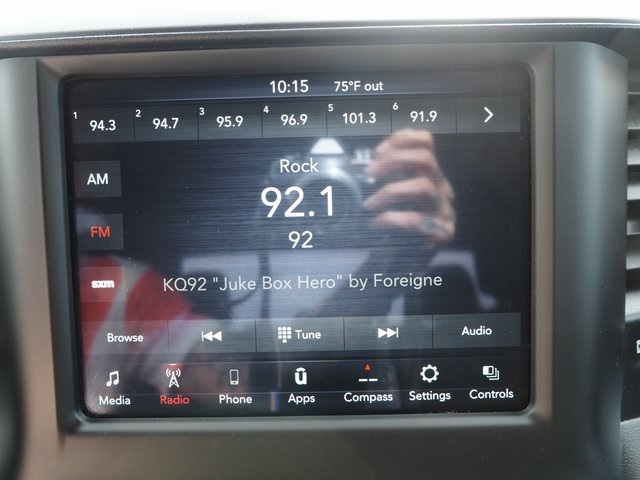 10:15 75°F out
1 94.3 2 94.7 3 95.9 4 96.9 5 101.3 6 91.9
Rock
AM
92.1
FM
92
sxm
KQ92 "Juke Box Hero" by Foreigne
Browse Tune Audio
Media Radio Phone Apps Compass Settings Controls